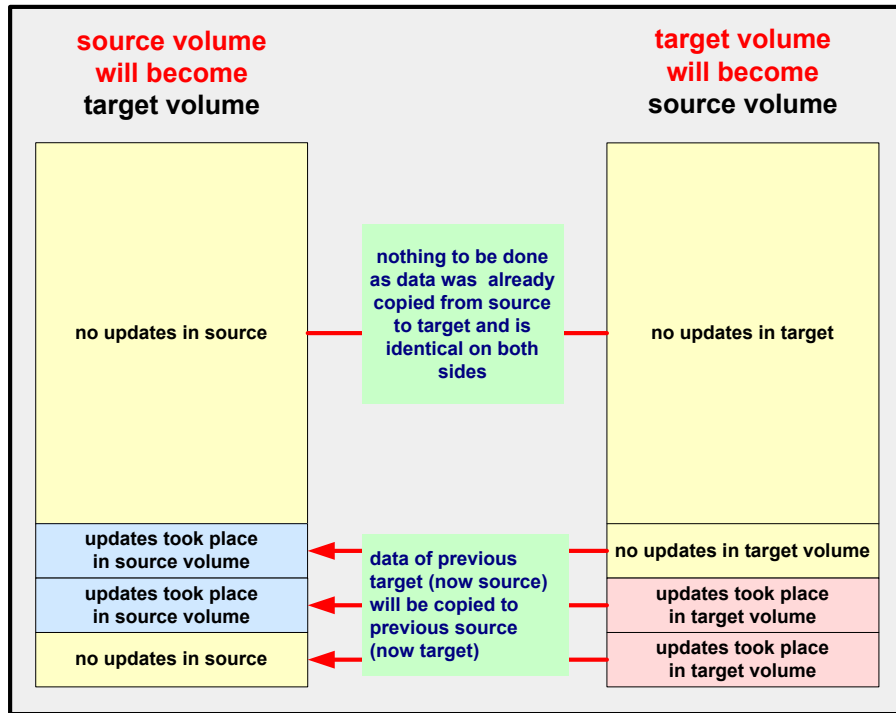 source volume
will become
target volume
target volume
will become
source volume
no updates in source
nothing to be done
as data was already
copied from source
to target and is
identical on both
sides
no updates in target
updates took place
in source volume
updates took place
in source volume
no updates in source
data of previous
target (now source)
will be copied to
previous source
(now target)
no updates in target volume
updates took place
in target volume
updates took place
in target volume